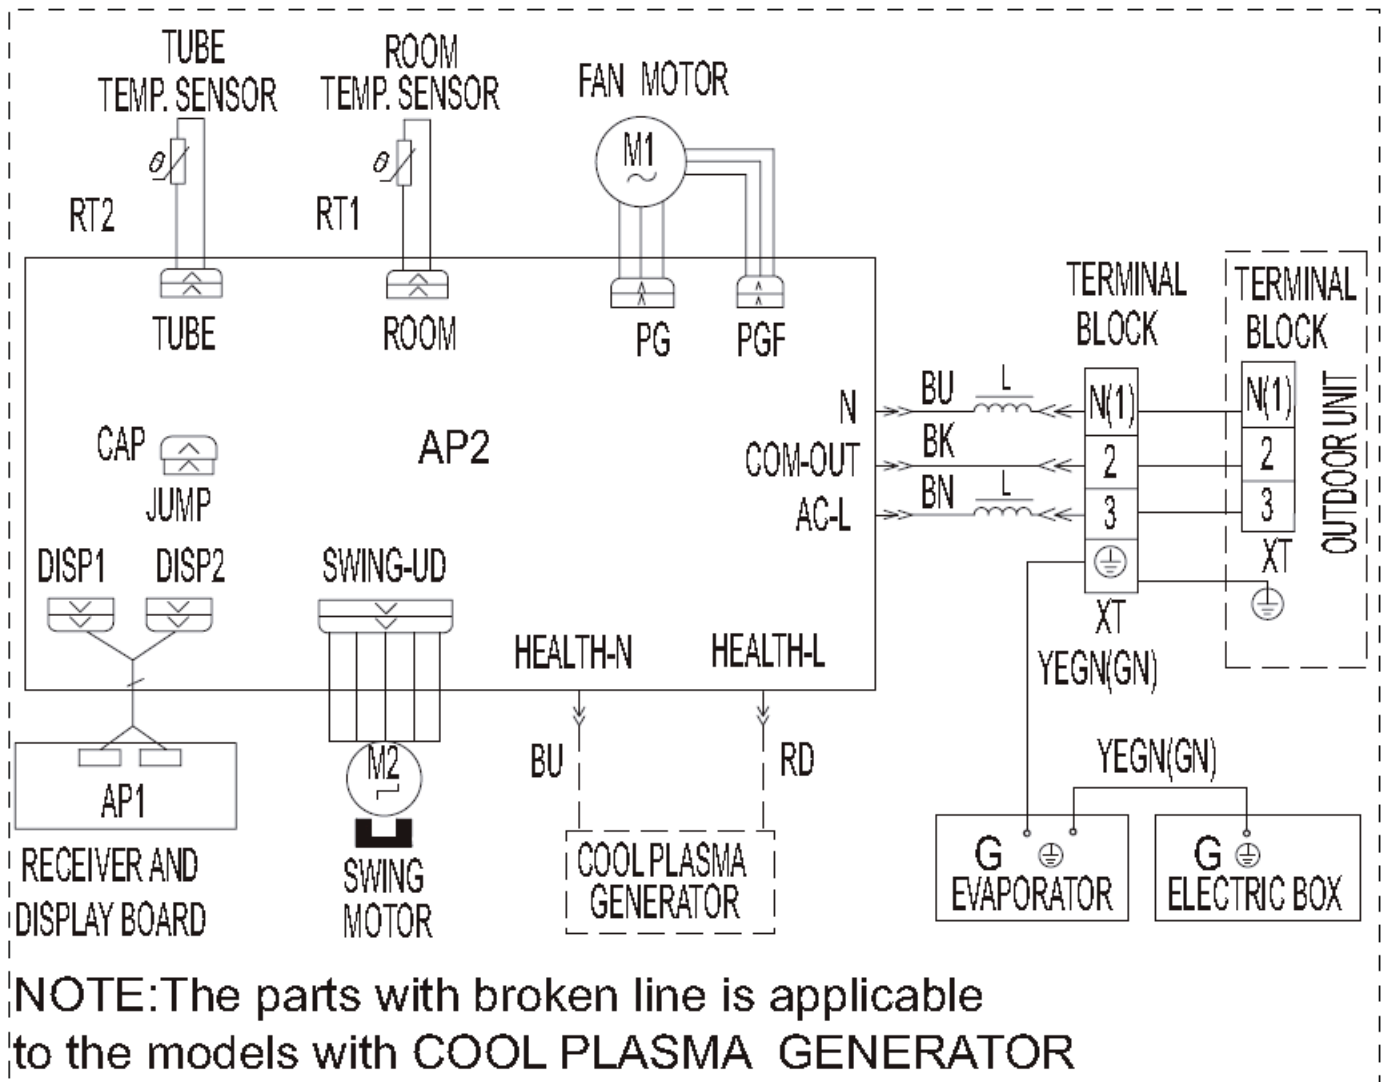 TUBE
TEMP. SENSOR
ROOM
TEMP. SENSOR
FAN MOTOR
θ
RT2
θ
RT1
M1
TUBE
ROOM
PG
PGF
TERMINAL
BLOCK
TERMINAL
BLOCK
CAP
JUMP
AP2
N
COM-OUT
AC-L
BU
L
BK
BN
L
N(1)
2
3
XT
N(1)
2
3
XT
OUTDOOR UNIT
DISP1
DISP2
SWING-UD
HEALTH-N
HEALTH-L
YEGN(GN)
AP1
RECEIVER AND
DISPLAY BOARD
M2
SWING
MOTOR
BU
RD
COOL PLASMA
GENERATOR
YEGN(GN)
G
EVAPORATOR
G
ELECTRIC BOX
NOTE:The parts with broken line is applicable
to the models with COOL PLASMA GENERATOR